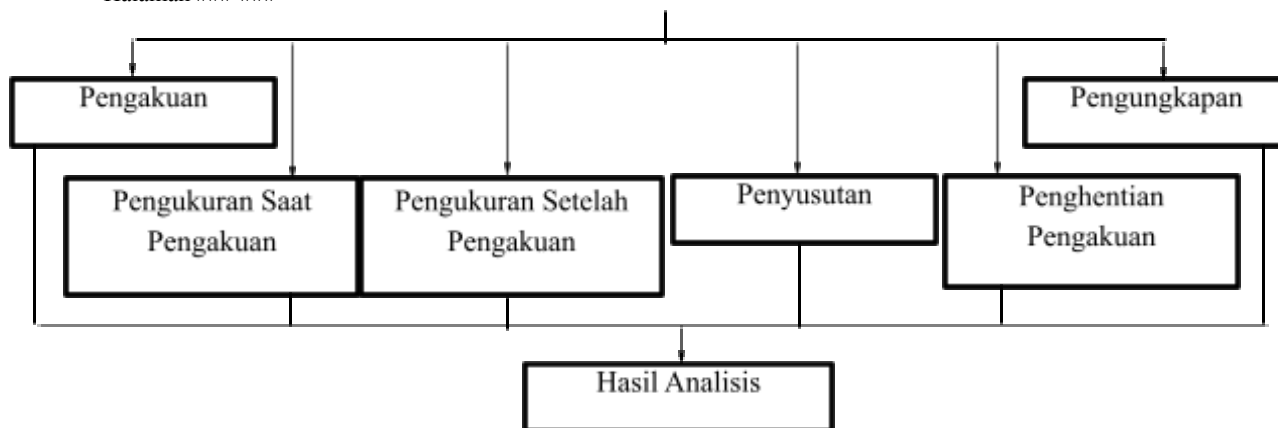 Pengakuan
Pengungkapan
Pengukuran Saat
Pengakuan
Pengukuran Setelah
Pengakuan
Penyusutan
Penghentian
Pengakuan
Hasil Analisis